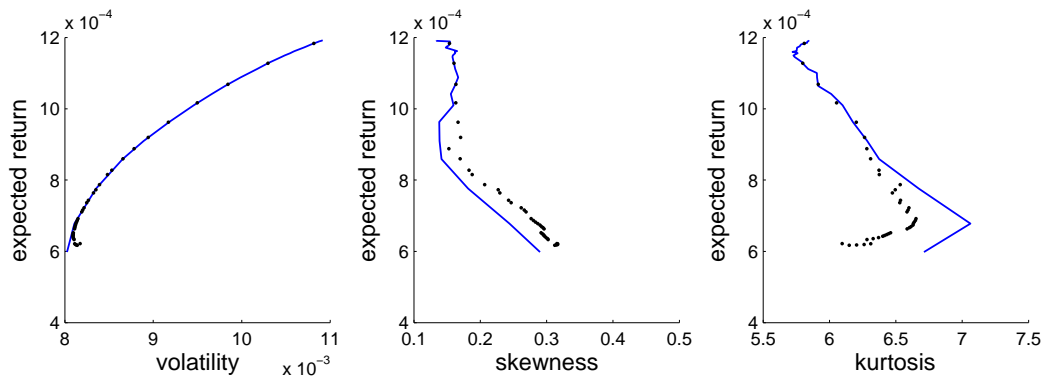 x 10⁻⁴
12
10
8
6
4
expected return
8
9
10
11
volatility
x 10⁻³
x 10⁻⁴
12
10
8
6
4
expected return
0.1
0.2
0.3
0.4
0.5
skewness
x 10⁻⁴
12
10
8
6
4
expected return
5.5
6
6.5
7
7.5
kurtosis